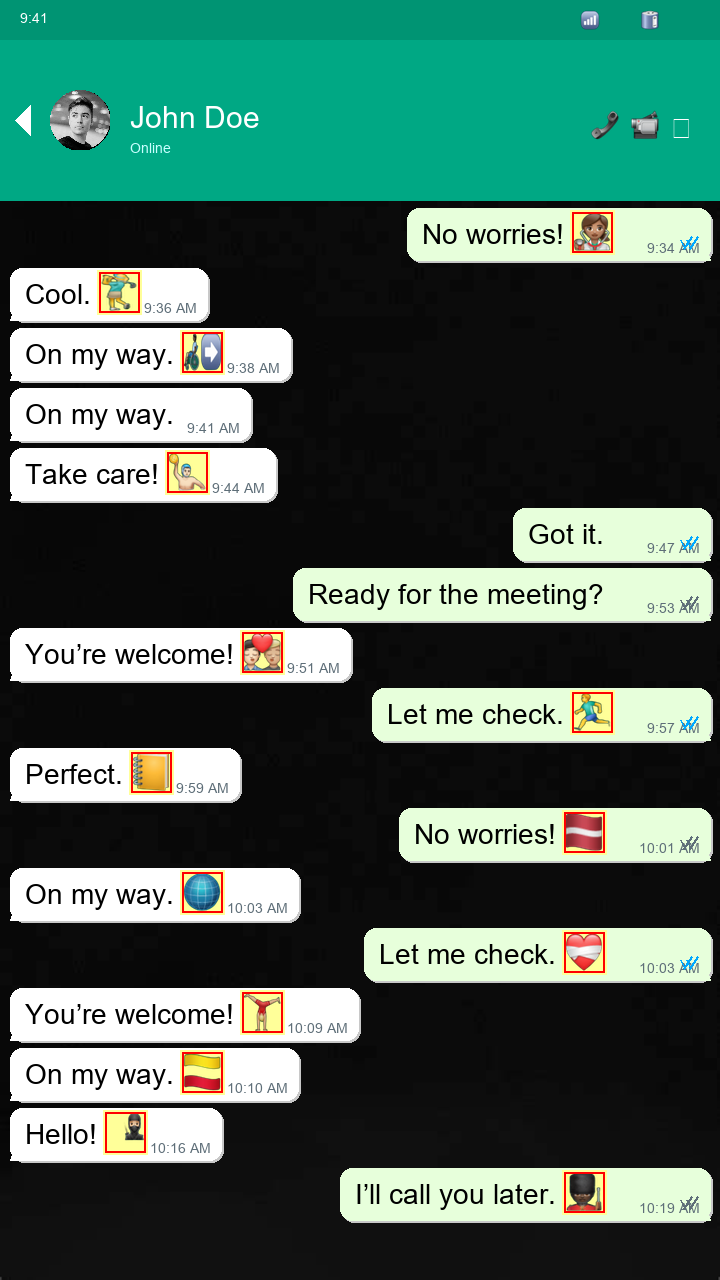 9:41
John Doe
Online
No worries! 9:34 AM
Cool. 9:36 AM
On my way. 9:38 AM
On my way. 9:41 AM
Take care! 9:44 AM
Got it. 9:47 AM
Ready for the meeting? 9:53 AM
You’re welcome! 9:51 AM
Let me check. 9:57 AM
Perfect. 9:59 AM
No worries! 10:01 AM
On my way. 10:03 AM
Let me check. 10:03 AM
You’re welcome! 10:09 AM
On my way. 10:10 AM
Hello! 10:16 AM
I’ll call you later. 10:19 AM